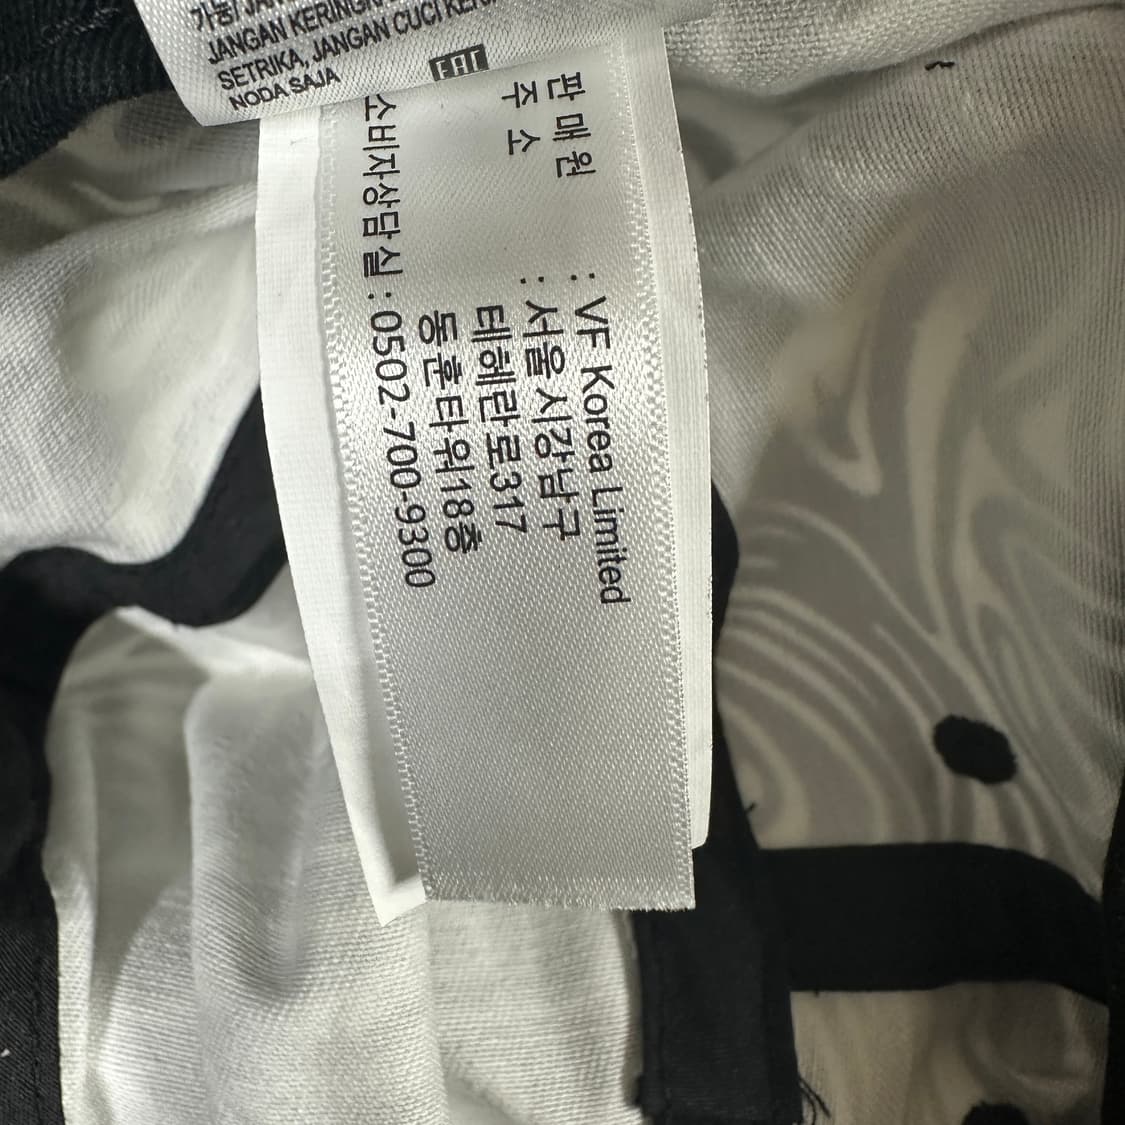 JANGAN KERINGK
SETRIKA, JANGAN CUCI KER
NODA SAJA
EAC
판매원 : VF Korea Limited
주 소 : 서울시강남구
테헤란로317
동훈타워18층
소비자상담실 : 0502-700-9300